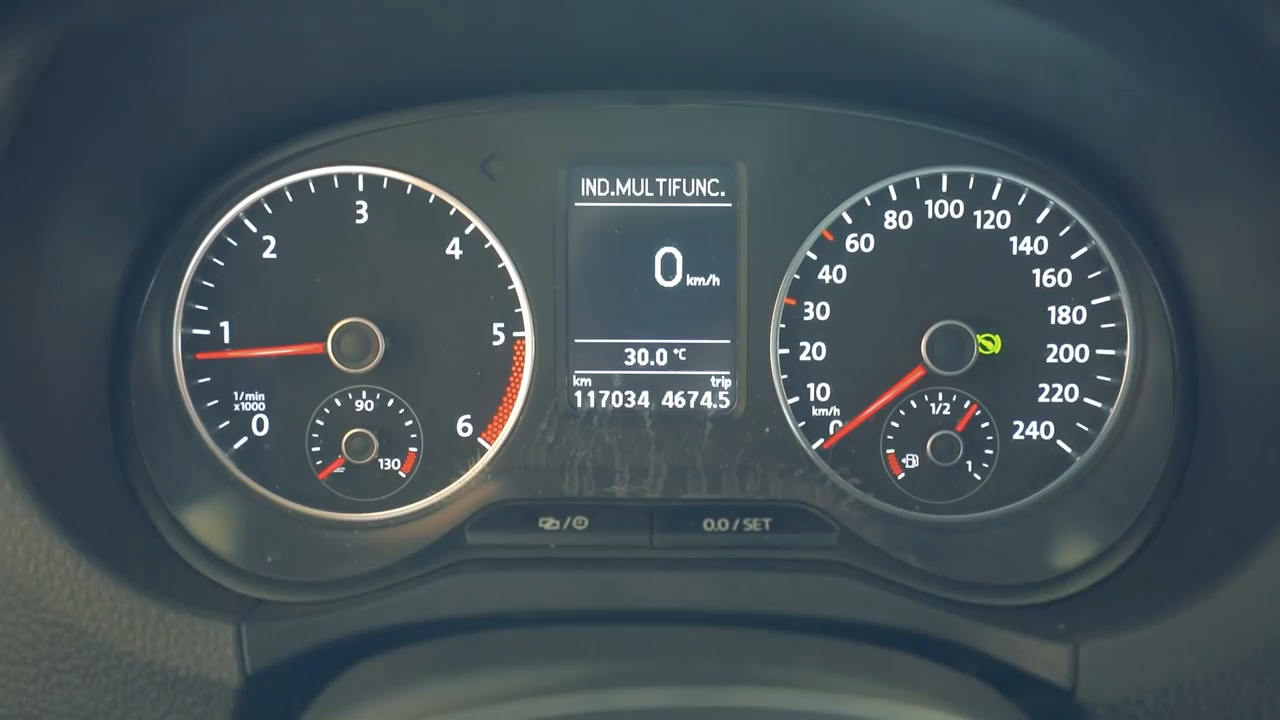 IND.MULTIFUNC.
0 km/h
30.0 °C
km trip
117034 4674.5
0 1 2 3 4 5 6
1/min
x1000
90
130
0 10 20 30 40 60 80 100 120 140 160 180 200 220 240
km/h
1/2
1
0.0 / SET